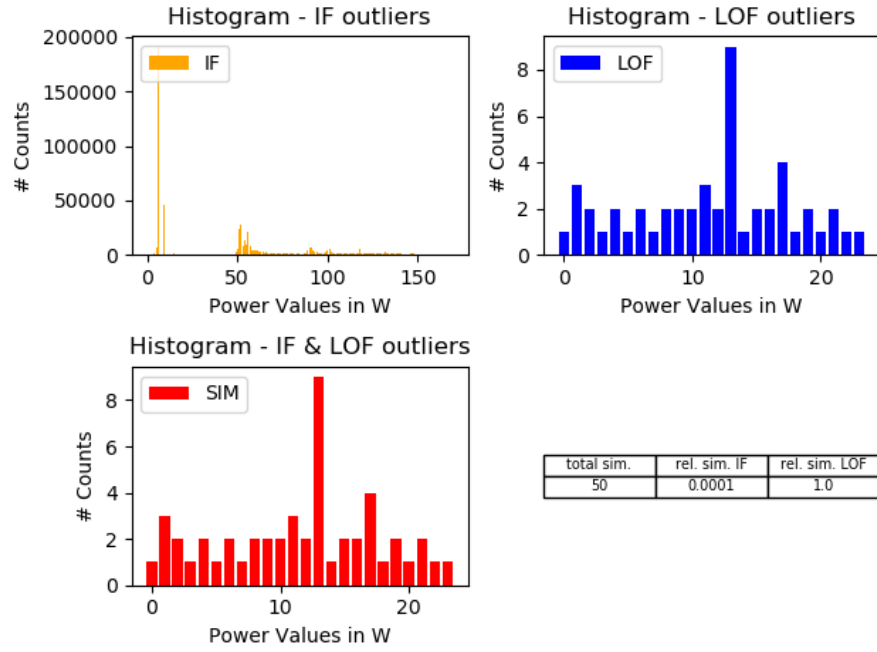 Histogram - IF outliers
Histogram - LOF outliers
# Counts
200000
150000
100000
50000
0
IF
0 50 100 150
Power Values in W
# Counts
8
6
4
2
0
LOF
0 10 20
Power Values in W
Histogram - IF & LOF outliers
# Counts
8
6
4
2
0
SIM
0 10 20
Power Values in W
total sim. rel. sim. IF rel. sim. LOF
50 0.0001 1.0